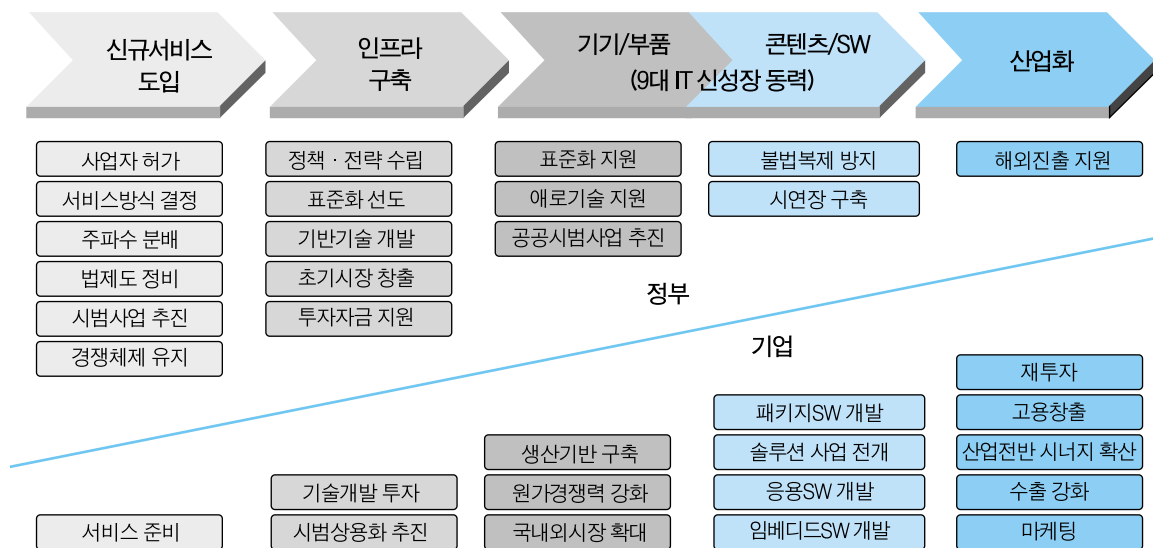 신규서비스
도입
인프라
구축
기기/부품
콘텐츠/SW
(9대 IT 신성장 동력)
산업화
사업자 허가
서비스방식 결정
주파수 분배
법제도 정비
시범사업 추진
경쟁체제 유지
정책 · 전략 수립
표준화 선도
기반기술 개발
초기시장 창출
투자자금 지원
표준화 지원
애로기술 지원
공공시범사업 추진
불법복제 방지
시연장 구축
해외진출 지원
정부
기업
서비스 준비
기술개발 투자
시범상용화 추진
생산기반 구축
원가경쟁력 강화
국내외시장 확대
패키지SW 개발
솔루션 사업 전개
응용SW 개발
임베디드SW 개발
재투자
고용창출
산업전반 시너지 확산
수출 강화
마케팅